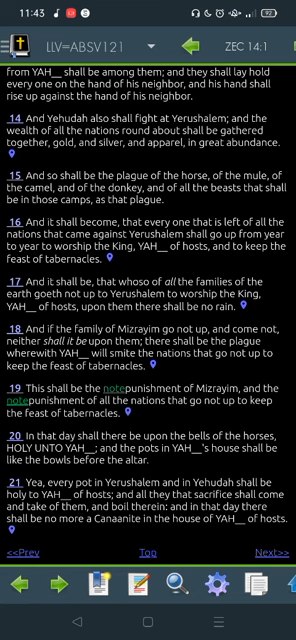 11:43
92
LLV=ABSV121
ZEC 14:1
from YAH__ shall be among them; and they shall lay hold
every one on the hand of his neighbor, and his hand shall
rise up against the hand of his neighbor.
14 And Yehudah also shall fight at Yerushalem; and the
wealth of all the nations round about shall be gathered
together, gold, and silver, and apparel, in great abundance.
15 And so shall be the plague of the horse, of the mule, of
the camel, and of the donkey, and of all the beasts that shall
be in those camps, as that plague.
16 And it shall become, that every one that is left of all the
nations that came against Yerushalem shall go up from year
to year to worship the King, YAH__ of hosts, and to keep the
feast of tabernacles.
17 And it shall be, that whoso of all the families of the
earth goeth not up to Yerushalem to worship the King,
YAH__ of hosts, upon them there shall be no rain.
18 And if the family of Mizrayim go not up, and come not,
neither shall it be upon them; there shall be the plague
wherewith YAH__ will smite the nations that go not up to
keep the feast of tabernacles.
19 This shall be the notepunishment of Mizrayim, and the
notepunishment of all the nations that go not up to keep
the feast of tabernacles.
20 In that day shall there be upon the bells of the horses,
HOLY UNTO YAH__; and the pots in YAH__'s house shall be
like the bowls before the altar.
21 Yea, every pot in Yerushalem and in Yehudah shall be
holy to YAH__ of hosts; and all they that sacrifice shall come
and take of them, and boil therein: and in that day there
shall be no more a Canaanite in the house of YAH__ of hosts.
<<Prev
Top
Next>>